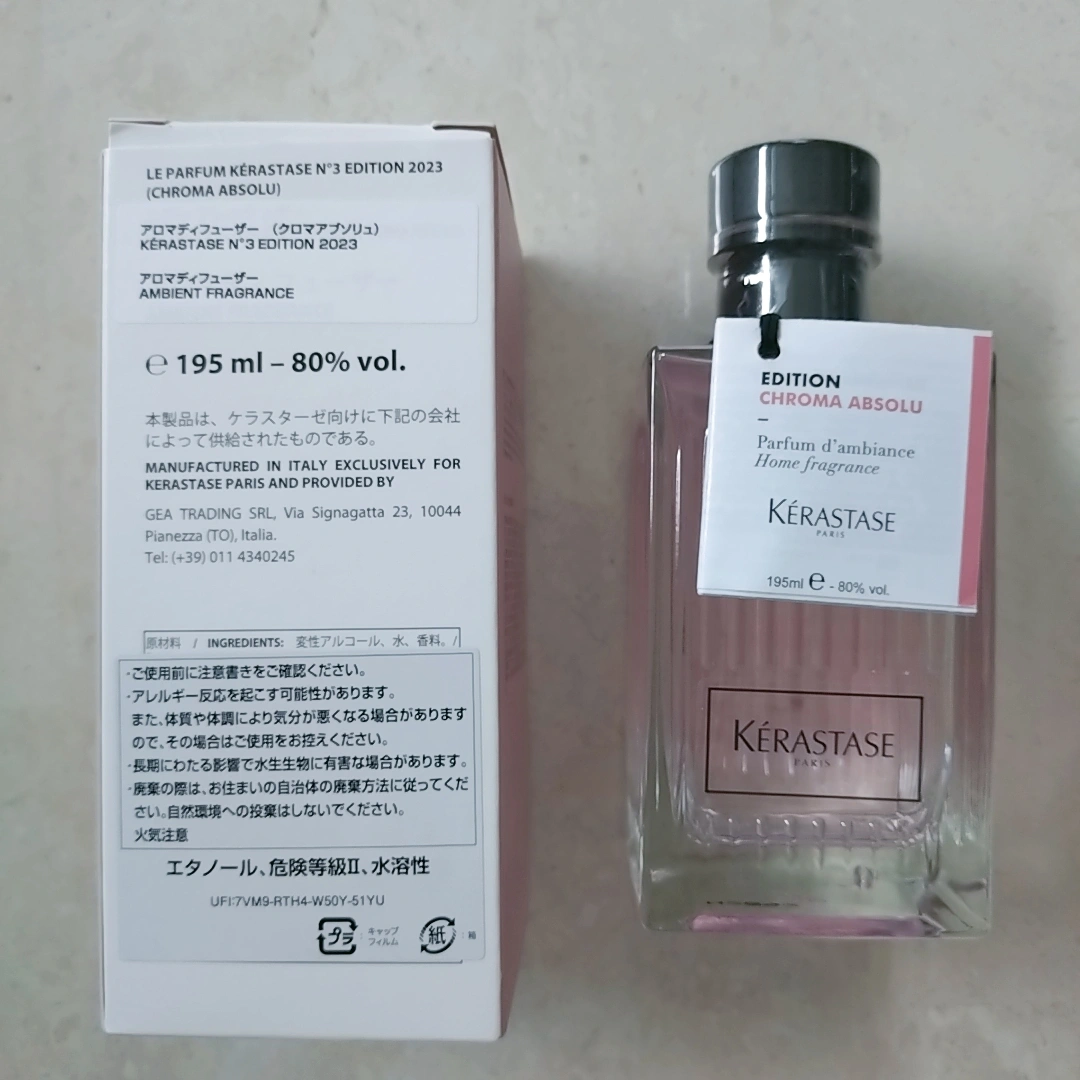 LE PARFUM KÉRASTASE N°3 EDITION 2023
(CHROMA ABSOLU)
アロマディフューザー （クロマアブソリュ）
KÉRASTASE N°3 EDITION 2023
アロマディフューザー
AMBIENT FRAGRANCE
℮ 195 ml – 80% vol.
本製品は、ケラスターゼ向けに下記の会社
によって供給されたものである。
MANUFACTURED IN ITALY EXCLUSIVELY FOR
KERASTASE PARIS AND PROVIDED BY
GEA TRADING SRL, Via Signagatta 23, 10044
Pianezza (TO), Italia.
Tel: (+39) 011 4340245
原材料 / INGREDIENTS: 変性アルコール、水、香料。/
・ご使用前に注意書きをご確認ください。
・アレルギー反応を起こす可能性があります。
また、体質や体調により気分が悪くなる場合があります
ので、その場合はご使用をお控えください。
・長期にわたる影響で水生生物に有害な場合があります。
・廃棄の際は、お住まいの自治体の廃棄方法に従ってくだ
さい。自然環境への投棄はしないでください。
火気注意
エタノール、危険等級Ⅱ、水溶性
UFI:7VM9-RTH4-W50Y-51YU
プラ : キャップ
フィルム
紙 : 箱
EDITION
CHROMA ABSOLU
–
Parfum d'ambiance
Home fragrance
KÉRASTASE
PARIS
195ml ℮ - 80% vol.
KÉRASTASE
PARIS